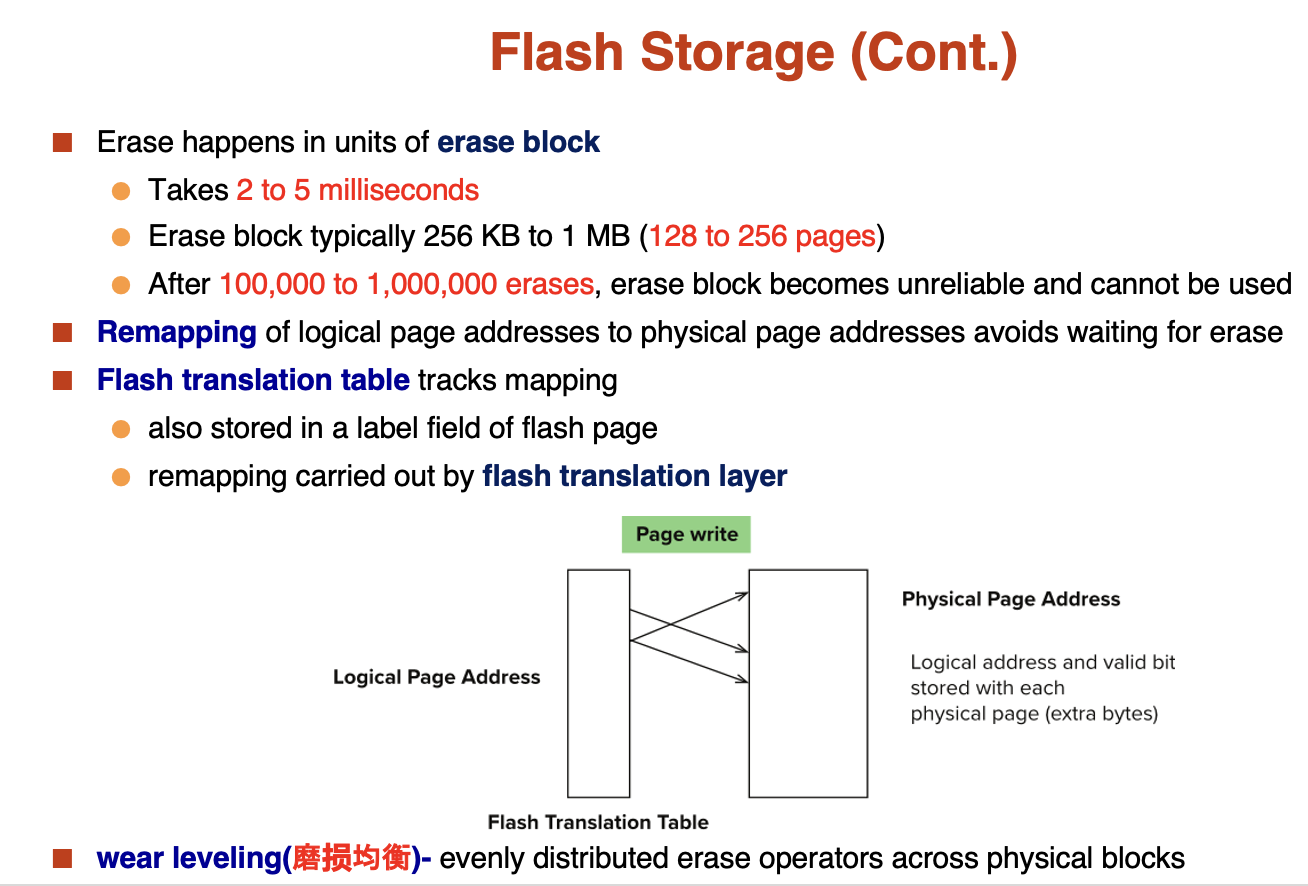 Flash Storage (Cont.)
Erase happens in units of erase block
Takes 2 to 5 milliseconds
Erase block typically 256 KB to 1 MB (128 to 256 pages)
After 100,000 to 1,000,000 erases, erase block becomes unreliable and cannot be used
Remapping of logical page addresses to physical page addresses avoids waiting for erase
Flash translation table tracks mapping
also stored in a label field of flash page
remapping carried out by flash translation layer
Page write
Logical Page Address
Physical Page Address
Logical address and valid bit
stored with each
physical page (extra bytes)
Flash Translation Table
wear leveling(磨损均衡)- evenly distributed erase operators across physical blocks